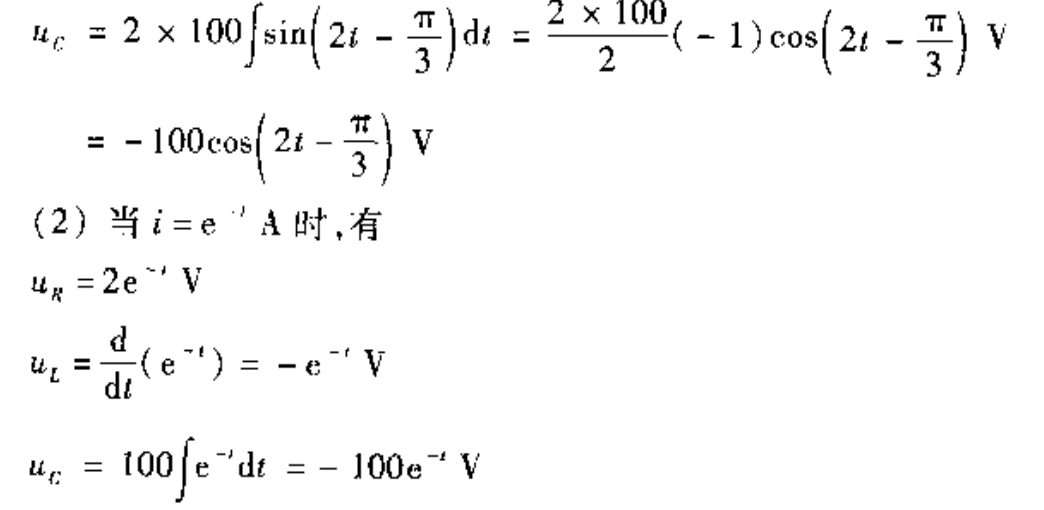 u_C = 2 × 100∫sin(2t − π/3)dt = (2 × 100)/2 (−1)cos(2t − π/3) V
= −100cos(2t − π/3) V
(2) 当 i = e^{-t} A 时,有
u_R = 2e^{-t} V
u_L = d/dt (e^{-t}) = −e^{-t} V
u_C = 100∫e^{-t}dt = −100e^{-t} V